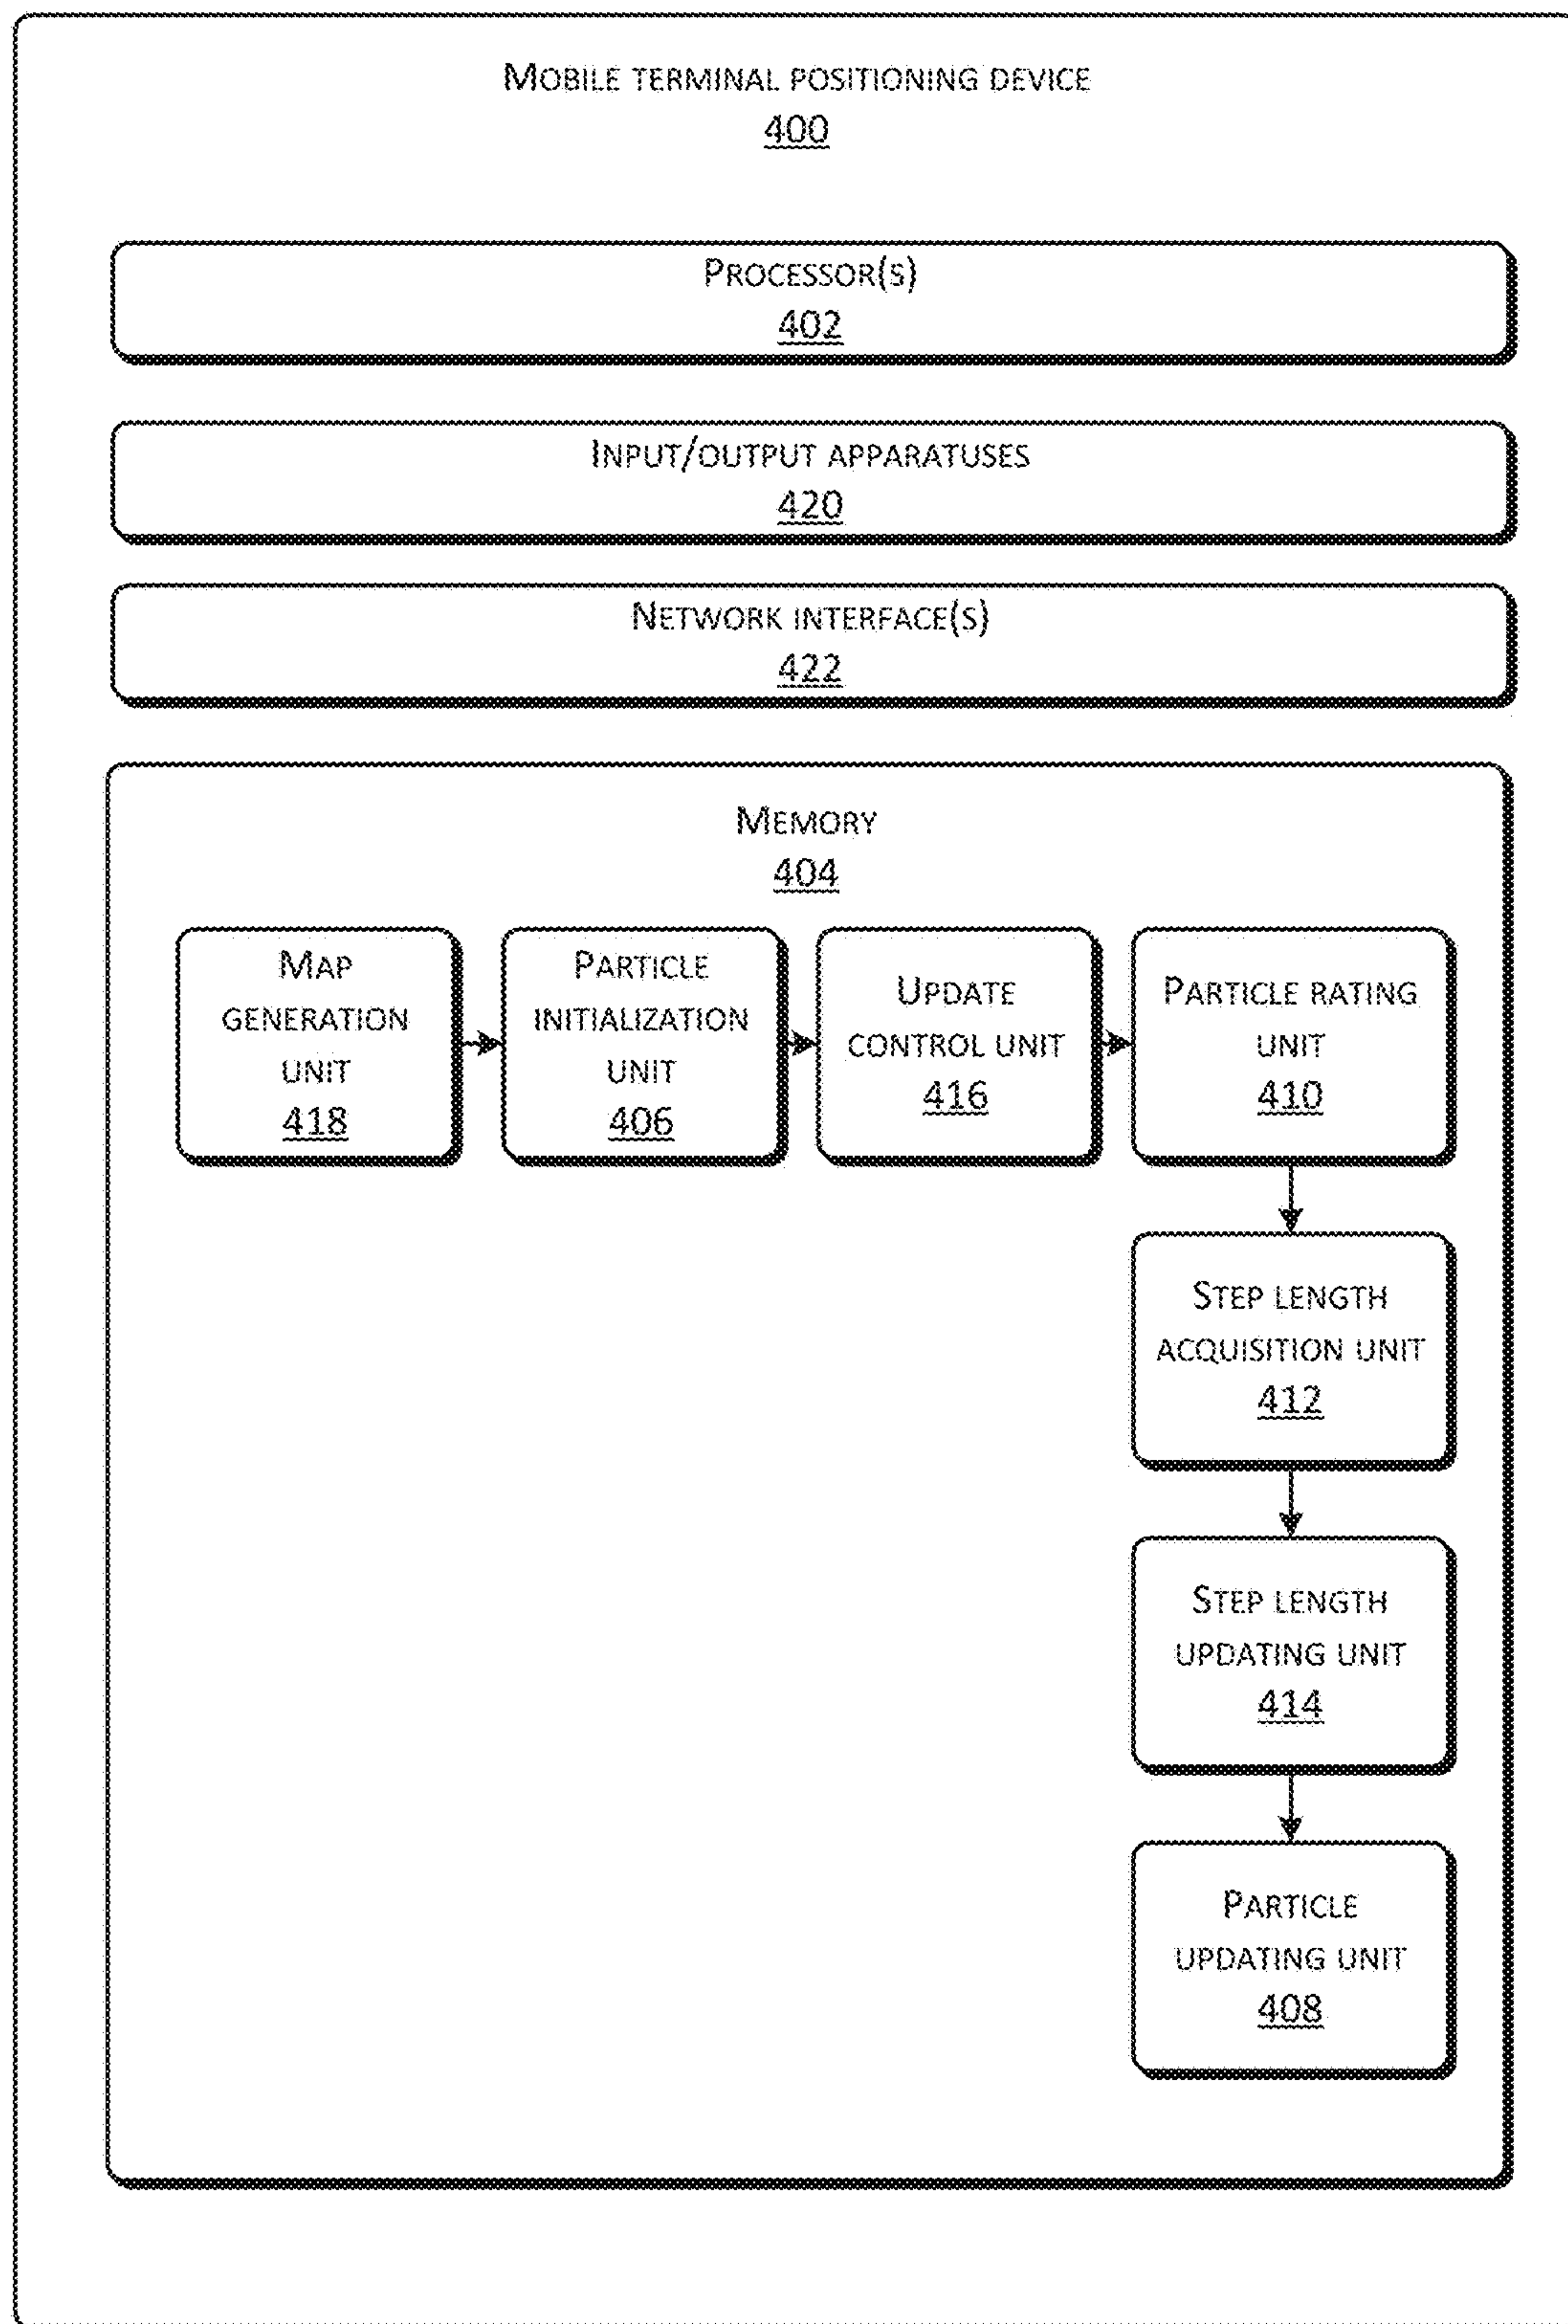 Mobile terminal positioning device
400
Processor(s)
402
Input/output apparatuses
420
Network interface(s)
422
Memory
404
Map
generation
unit
418
Particle
initialization
unit
406
Update
control unit
416
Particle rating
unit
410
Step length
acquisition unit
412
Step length
updating unit
414
Particle
updating unit
408